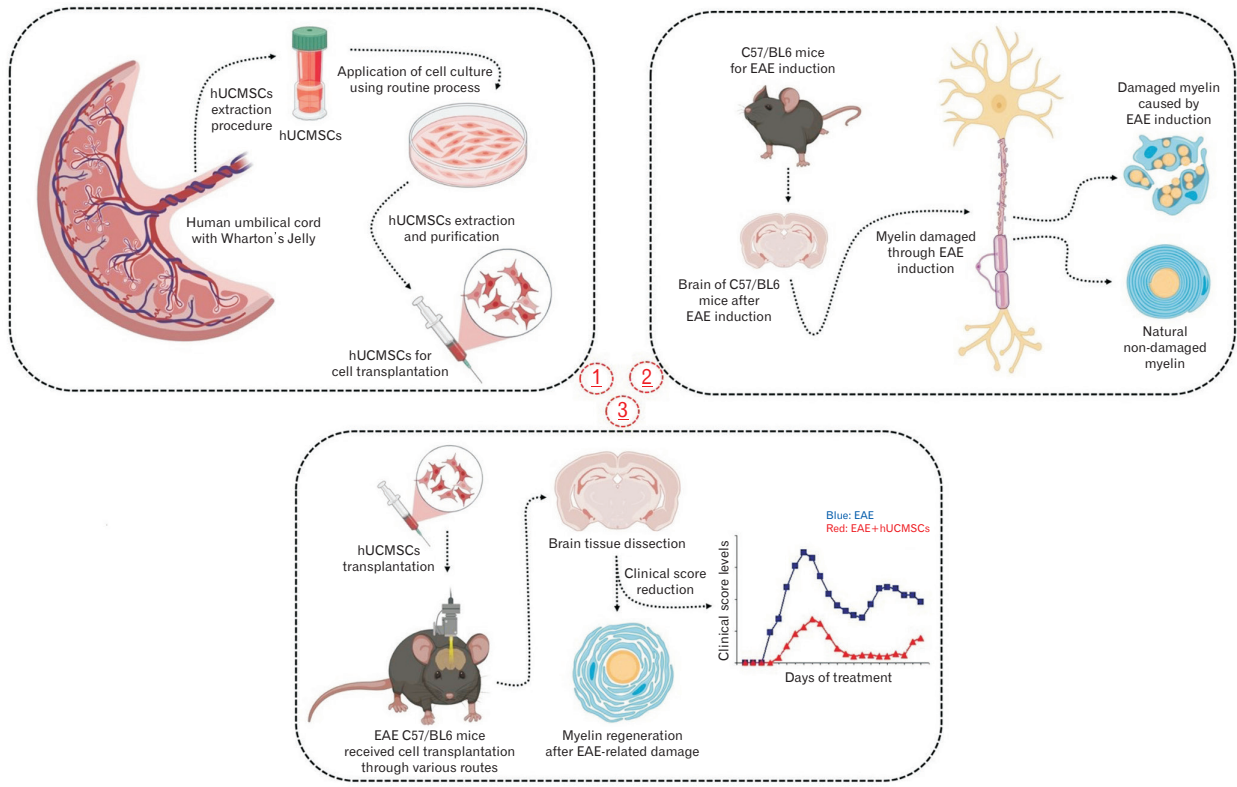 hUCMSCs
extraction
procedure
hUCMSCs
Application of cell culture
using routine process
Human umbilical cord
with Wharton's Jelly
hUCMSCs extraction
and purification
hUCMSCs for
cell transplantation
1
C57/BL6 mice
for EAE induction
Brain of C57/BL6
mice after
EAE induction
Myelin damaged
through EAE
induction
Damaged myelin
caused by
EAE induction
Natural
non-damaged
myelin
2
3
hUCMSCs
transplantation
EAE C57/BL6 mice
received cell transplantation
through various routes
Brain tissue dissection
Clinical score
reduction
Myelin regeneration
after EAE-related damage
Blue: EAE
Red: EAE+hUCMSCs
Clinical score levels
Days of treatment